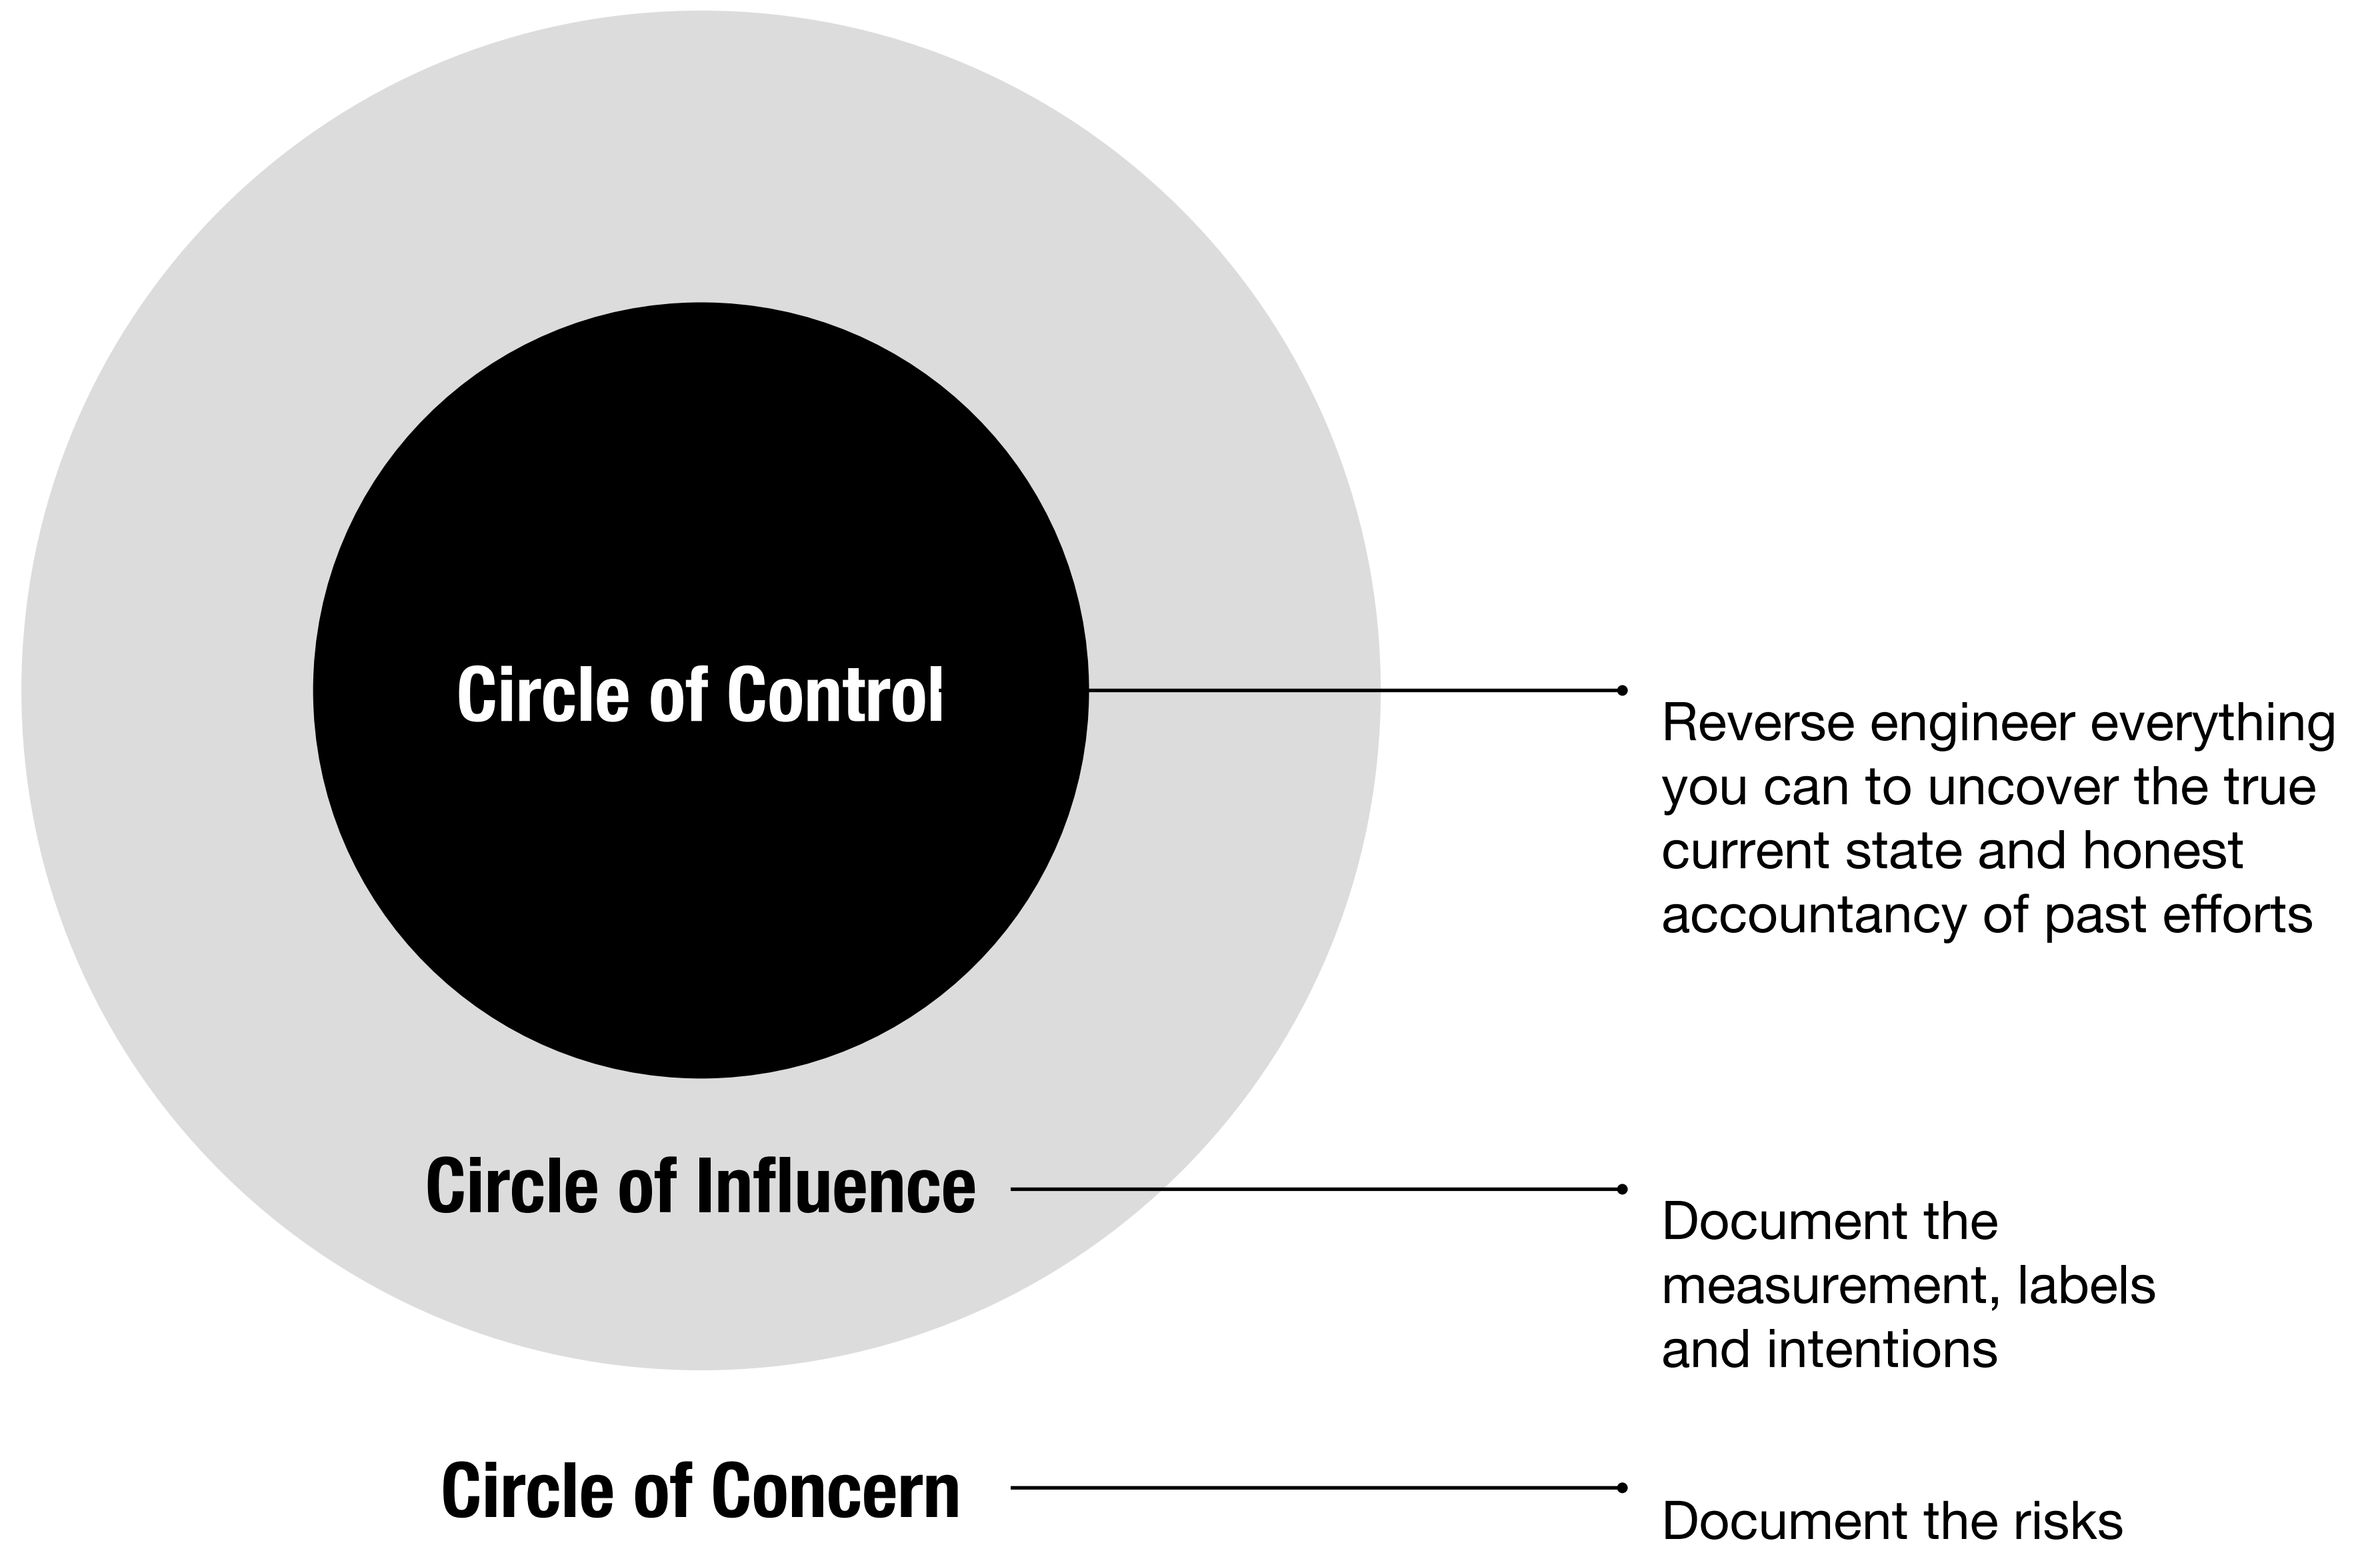 Circle of Control
Reverse engineer everything
you can to uncover the true
current state and honest
accountancy of past efforts
Circle of Influence
Document the
measurement, labels
and intentions
Circle of Concern
Document the risks